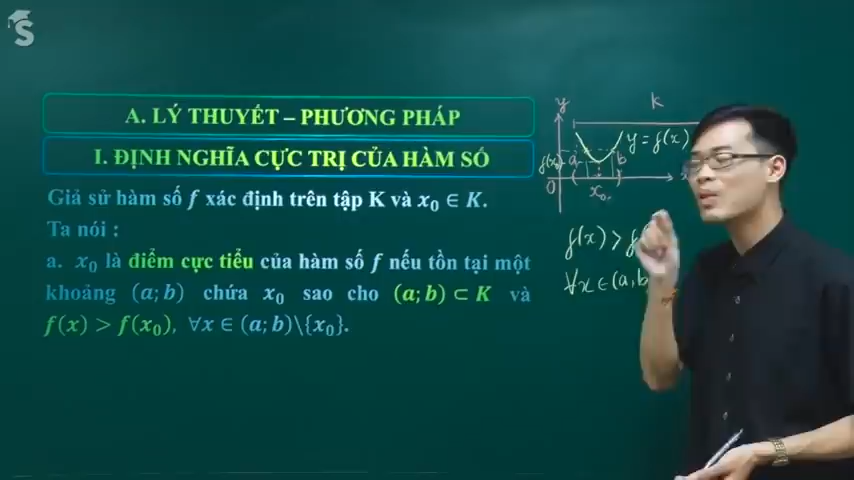 S
A. LÝ THUYẾT – PHƯƠNG PHÁP
I. ĐỊNH NGHĨA CỰC TRỊ CỦA HÀM SỐ
Giả sử hàm số f xác định trên tập K và x₀ ∈ K.
Ta nói :
a. x₀ là điểm cực tiểu của hàm số f nếu tồn tại một
khoảng (a; b) chứa x₀ sao cho (a; b) ⊂ K và
f(x) > f(x₀), ∀x ∈ (a; b)\{x₀}.
y
k
y = f(x)
f(x₀) a b
0
x₀
f(x) > f
∀x ∈ (a, b